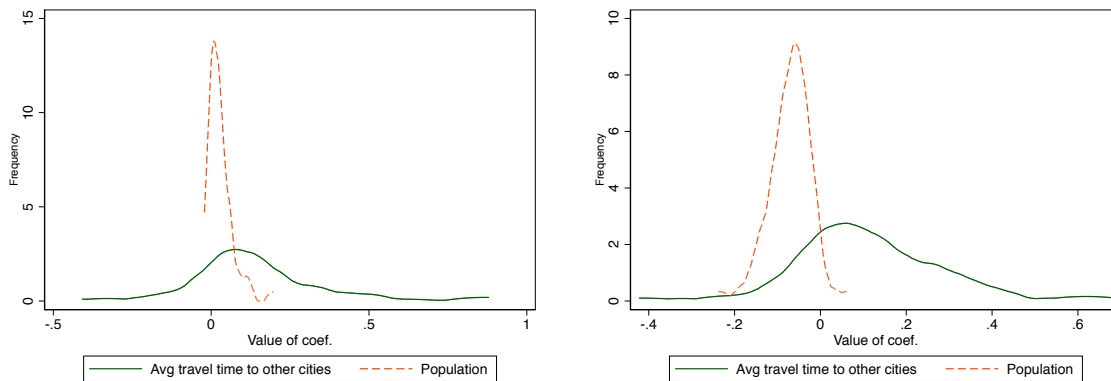 15
10
5
0
Frequency
-.5
0
.5
1
Value of coef.
Avg travel time to other cities
Population
10
8
6
4
2
0
Frequency
-.4
-.2
0
.2
.4
.6
Value of coef.
Avg travel time to other cities
Population